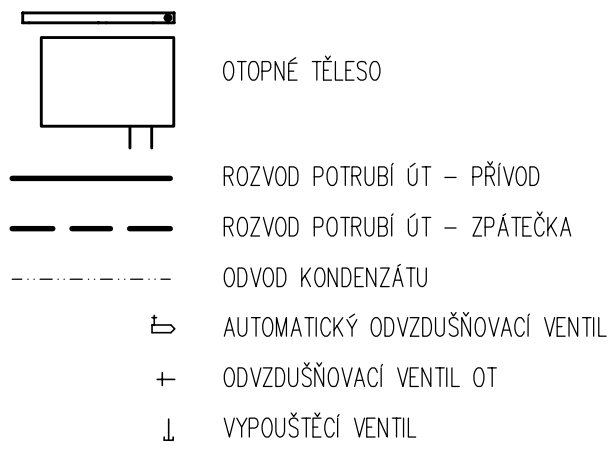 OTOPNÉ TĚLESO
ROZVOD POTRUBÍ ÚT – PŘÍVOD
ROZVOD POTRUBÍ ÚT – ZPÁTEČKA
ODVOD KONDENZÁTU
AUTOMATICKÝ ODVZDUŠŇOVACÍ VENTIL
ODVZDUŠŇOVACÍ VENTIL OT
VYPOUŠTĚCÍ VENTIL